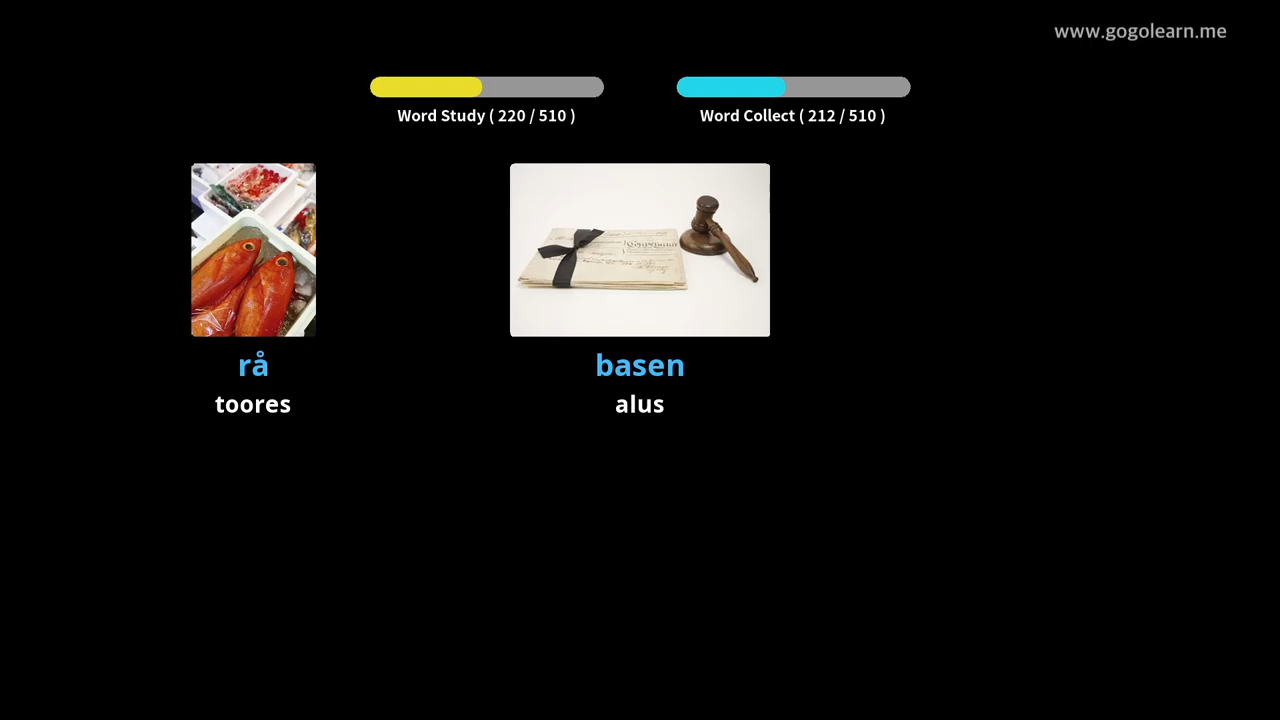 www.gogolearn.me
Word Study ( 220 / 510 )
Word Collect ( 212 / 510 )
rå
basen
toores
alus